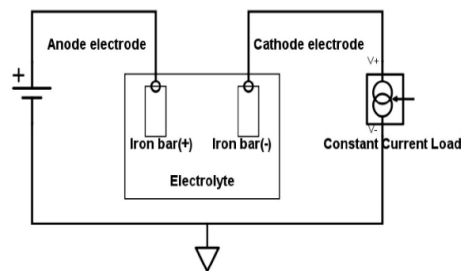 Anode electrode
Cathode electrode
+
V+
Iron bar(+)
Iron bar(-)
V-
Constant Current Load
Electrolyte